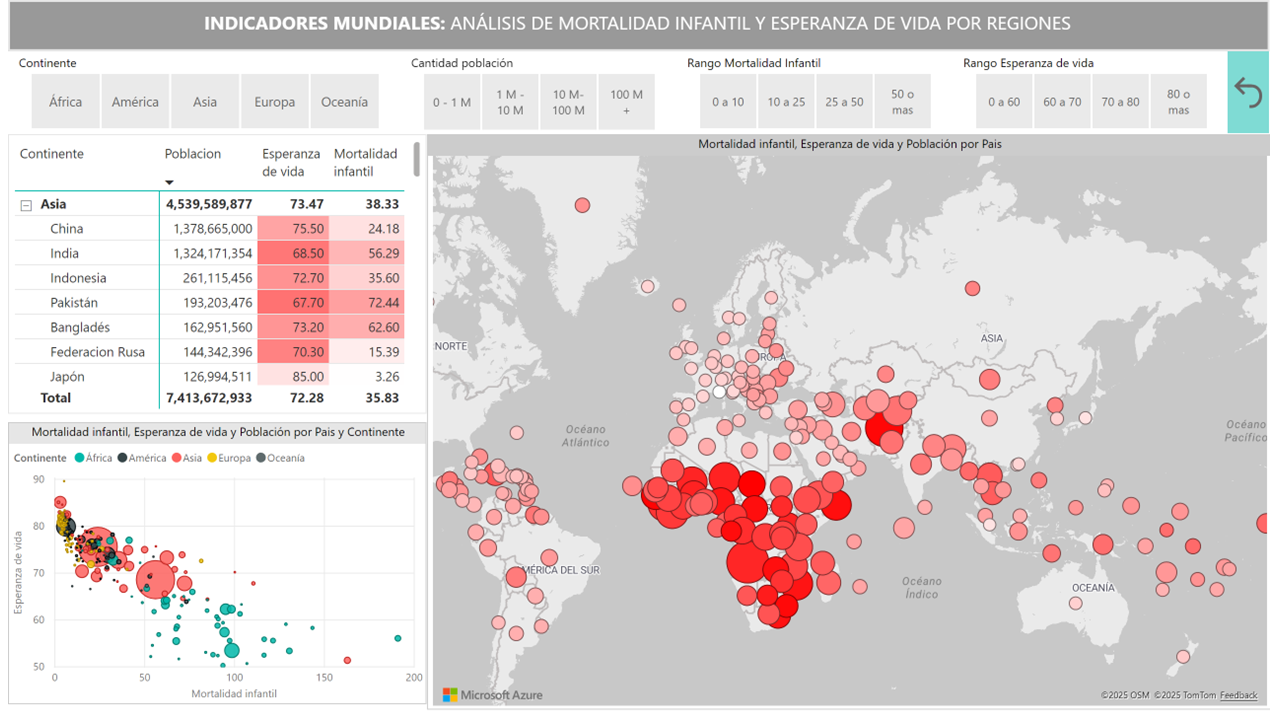 INDICADORES MUNDIALES: ANÁLISIS DE MORTALIDAD INFANTIL Y ESPERANZA DE VIDA POR REGIONES
Continente
África
América
Asia
Europa
Oceanía
Cantidad población
0 - 1 M
1 M -
10 M
10 M-
100 M
100 M
+
Rango Mortalidad Infantil
0 a 10
10 a 25
25 a 50
50 o
mas
Rango Esperanza de vida
0 a 60
60 a 70
70 a 80
80 o
mas
Continente Poblacion Esperanza de vida Mortalidad infantil
Asia 4,539,589,877 73.47 38.33
China 1,378,665,000 75.50 24.18
India 1,324,171,354 68.50 56.29
Indonesia 261,115,456 72.70 35.60
Pakistán 193,203,476 67.70 72.44
Bangladés 162,951,560 73.20 62.60
Federacion Rusa 144,342,396 70.30 15.39
Japón 126,994,511 85.00 3.26
Total 7,413,672,933 72.28 35.83
Mortalidad infantil, Esperanza de vida y Población por Pais y Continente
Continente África América Asia Europa Oceanía
Esperanza de vida
90
80
70
60
50
0 50 100 150 200
Mortalidad infantil
Mortalidad infantil, Esperanza de vida y Población por Pais
NORTE
ASIA
Océano
Atlántico
Océano
Pacífico
MÉRICA DEL SUR
Océano
Índico
OCEANÍA
Microsoft Azure
©2025 OSM ©2025 TomTom Feedback